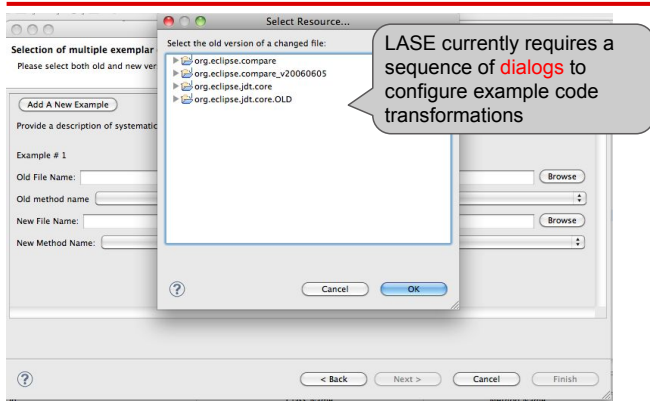 Select Resource...
Selection of multiple exemplar
Please select both old and new ver
Select the old version of a changed file:
org.eclipse.compare
org.eclipse.compare_v20060605
org.eclipse.jdt.core
org.eclipse.jdt.core.OLD
LASE currently requires a
sequence of dialogs to
configure example code
transformations
Add A New Example
Provide a description of systematic
Example # 1
Old File Name:
Browse
Old method name
New File Name:
Browse
New Method Name:
?
Cancel
OK
?
< Back
Next >
Cancel
Finish